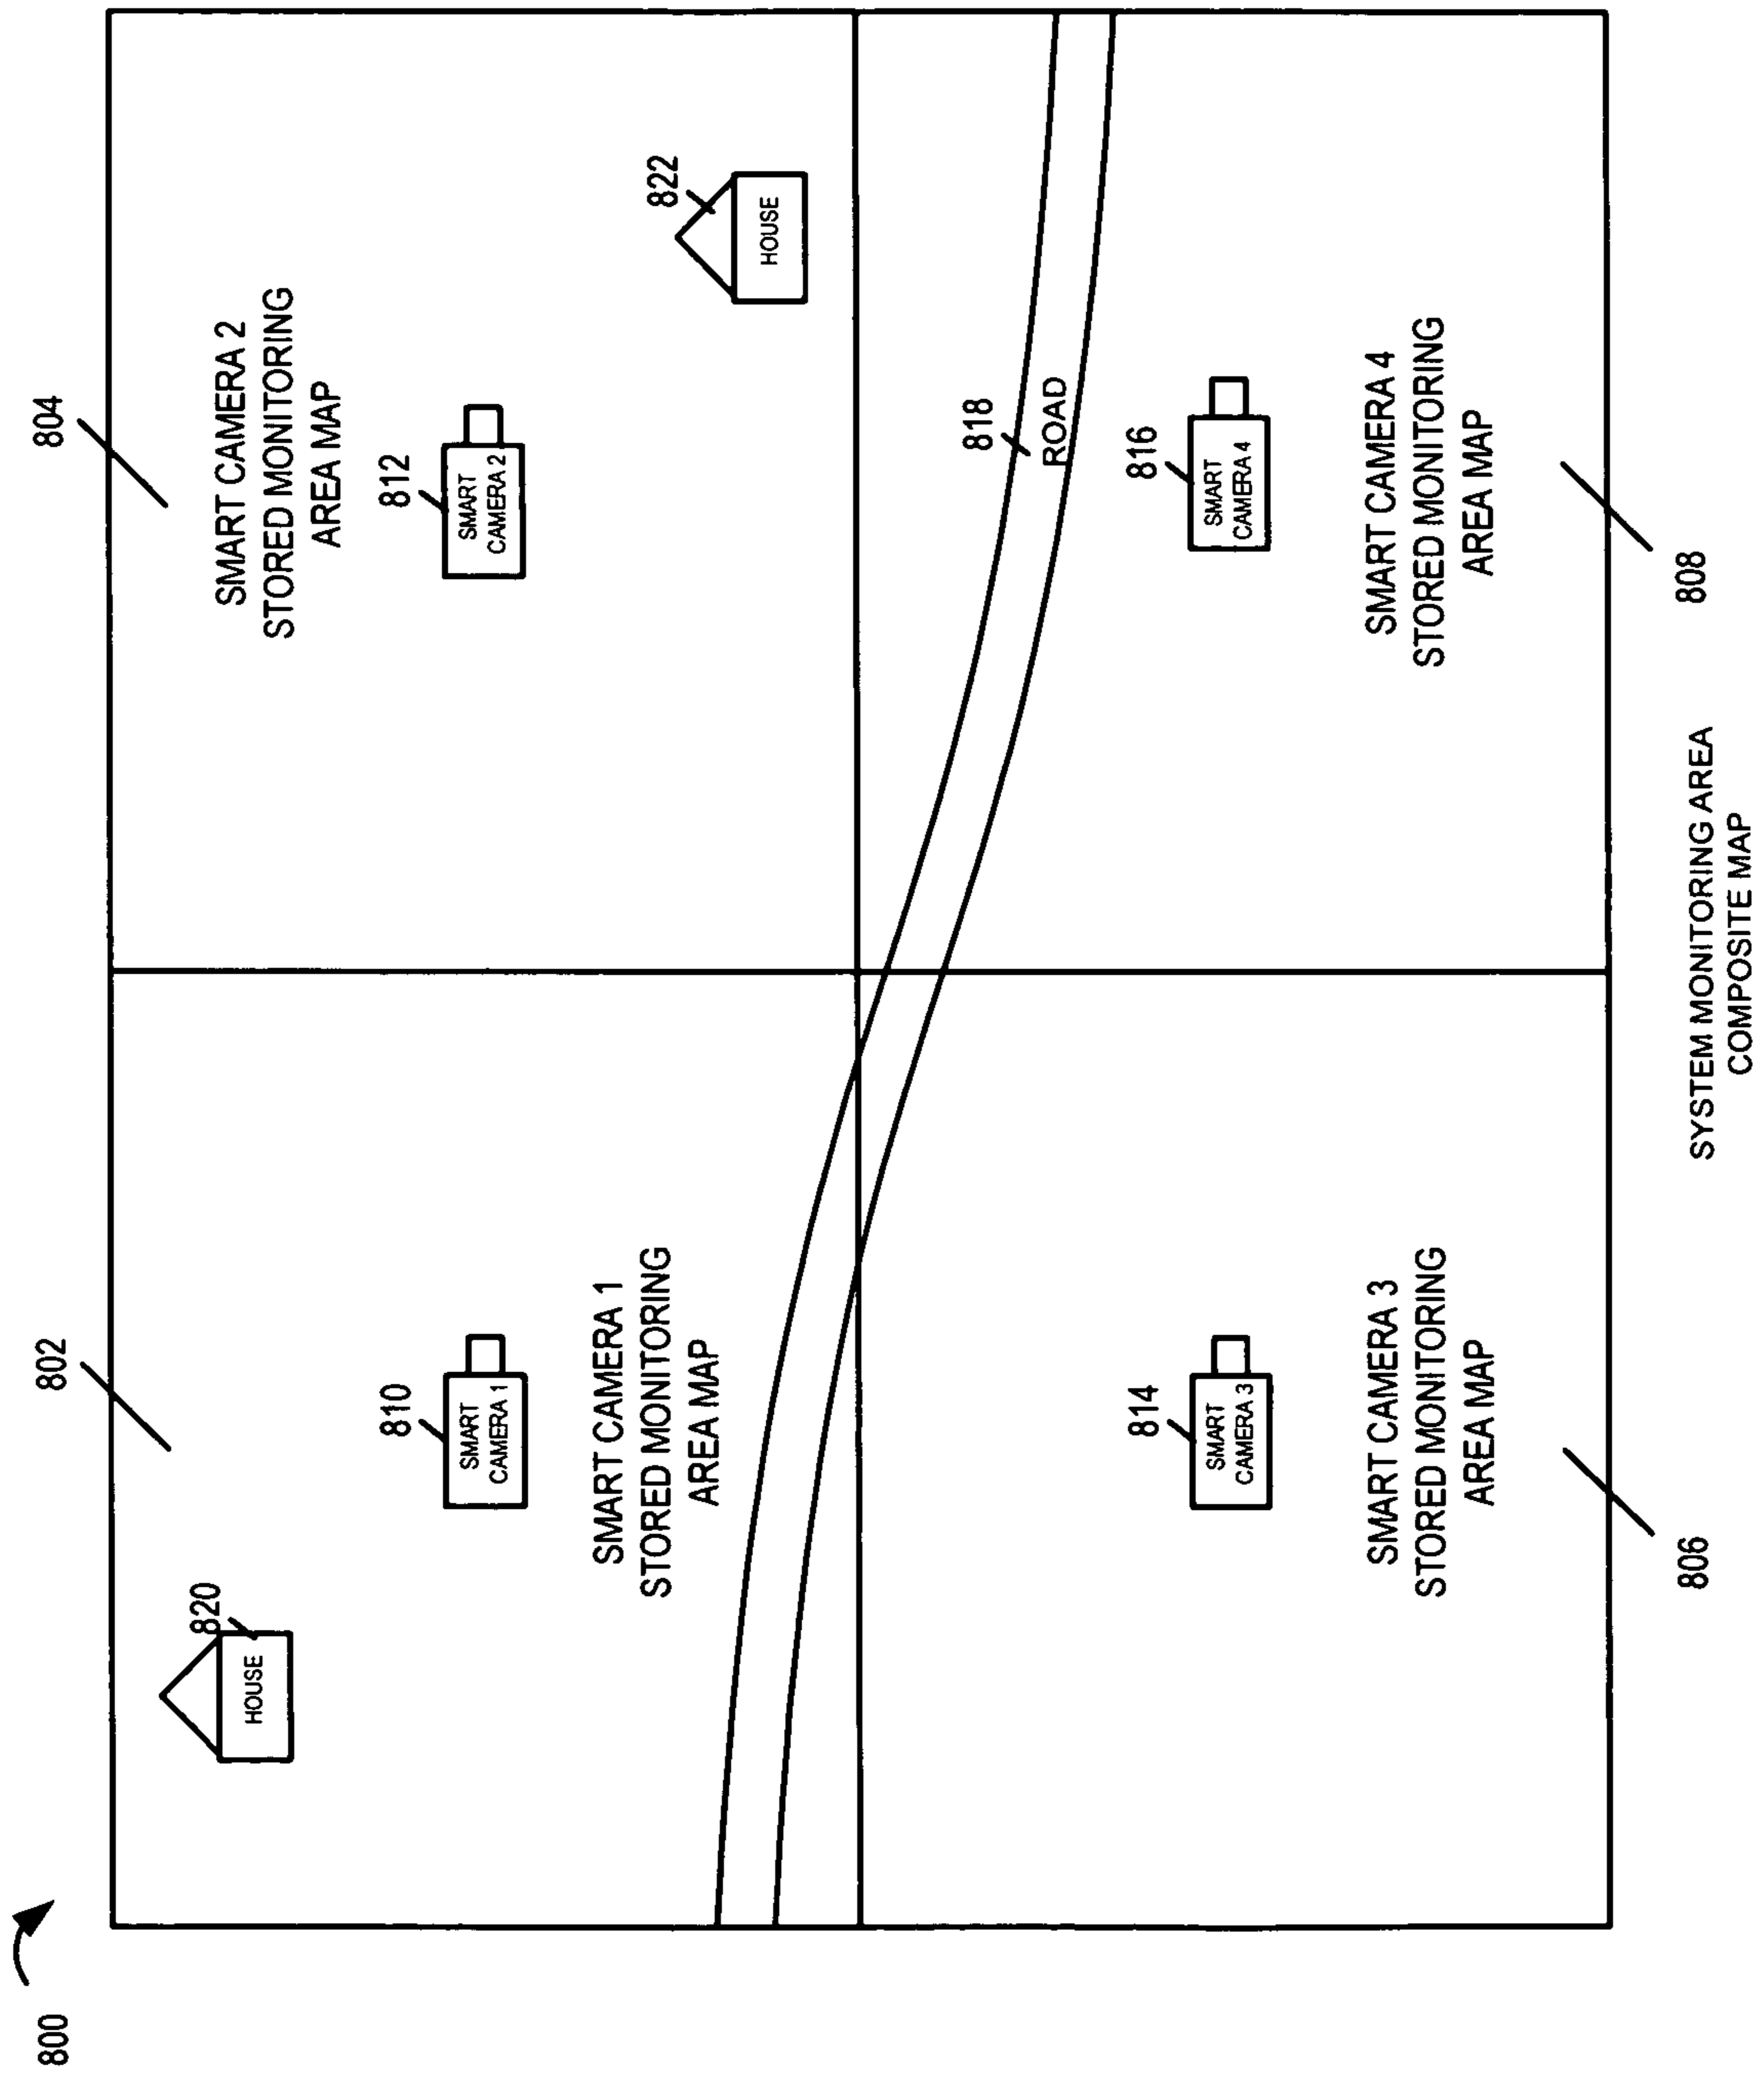 800
802
804
820
HOUSE
810
SMART
CAMERA 1
SMART CAMERA 1
STORED MONITORING
AREA MAP
SMART CAMERA 2
STORED MONITORING
AREA MAP
812
SMART
CAMERA 2
822
HOUSE
818
ROAD
814
SMART
CAMERA 3
SMART CAMERA 3
STORED MONITORING
AREA MAP
816
SMART
CAMERA 4
SMART CAMERA 4
STORED MONITORING
AREA MAP
806
808
SYSTEM MONITORING AREA
COMPOSITE MAP